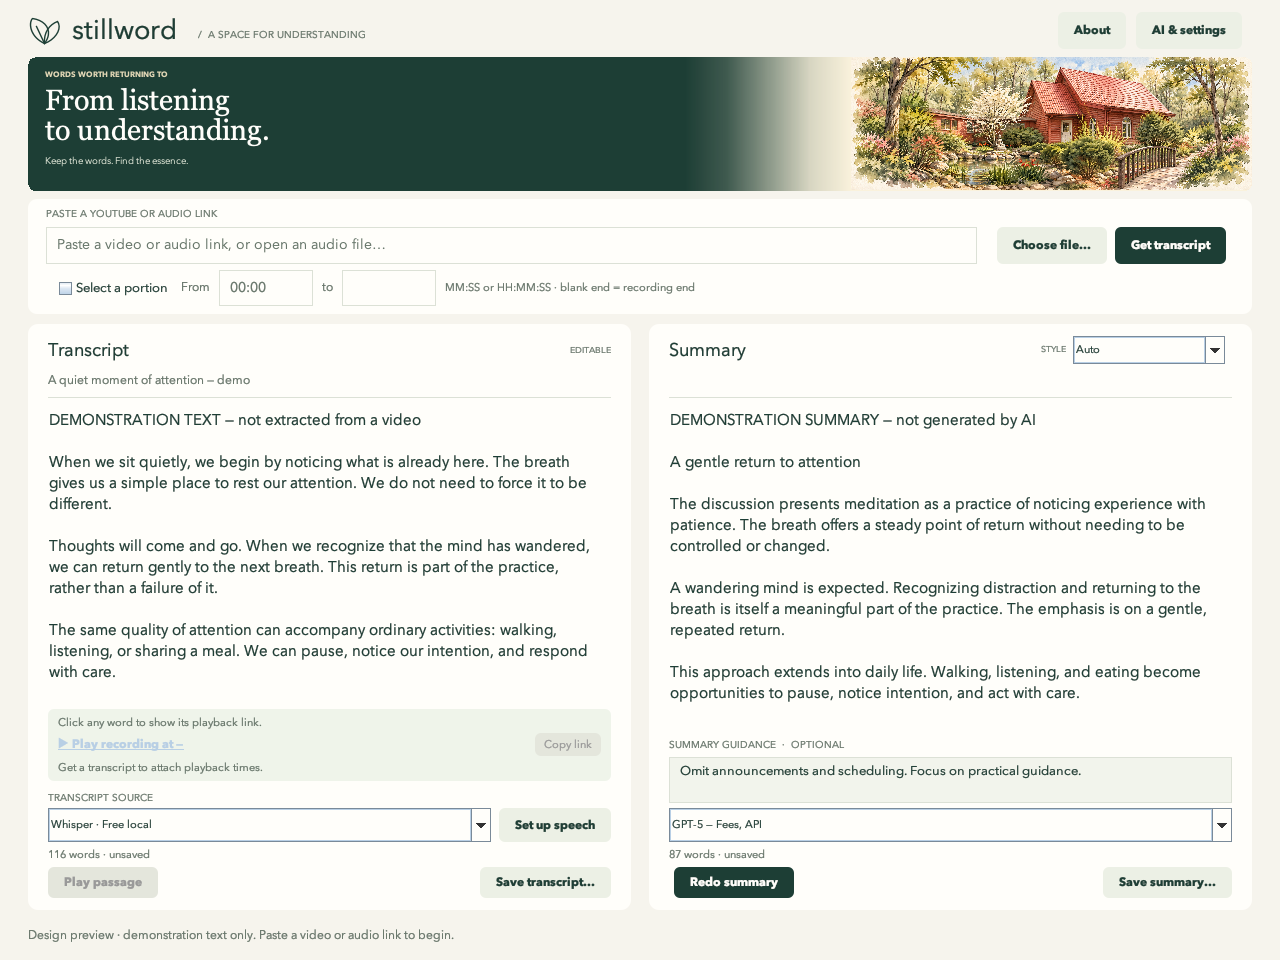 stillword
/ A SPACE FOR UNDERSTANDING
About
AI & settings
WORDS WORTH RETURNING TO
From listening
to understanding.
Keep the words. Find the essence.
PASTE A YOUTUBE OR AUDIO LINK
Paste a video or audio link, or open an audio file...
Choose file...
Get transcript
Select a portion
From
00:00
to
MM:SS or HH:MM:SS · blank end = recording end
Transcript
EDITABLE
A quiet moment of attention — demo
DEMONSTRATION TEXT — not extracted from a video
When we sit quietly, we begin by noticing what is already here. The breath
gives us a simple place to rest our attention. We do not need to force it to be
different.
Thoughts will come and go. When we recognize that the mind has wandered,
we can return gently to the next breath. This return is part of the practice,
rather than a failure of it.
The same quality of attention can accompany ordinary activities: walking,
listening, or sharing a meal. We can pause, notice our intention, and respond
with care.
Click any word to show its playback link.
▶ Play recording at —
Copy link
Get a transcript to attach playback times.
TRANSCRIPT SOURCE
Whisper · Free local
Set up speech
116 words · unsaved
Play passage
Save transcript...
Summary
STYLE
Auto
DEMONSTRATION SUMMARY — not generated by AI
A gentle return to attention
The discussion presents meditation as a practice of noticing experience with
patience. The breath offers a steady point of return without needing to be
controlled or changed.
A wandering mind is expected. Recognizing distraction and returning to the
breath is itself a meaningful part of the practice. The emphasis is on a gentle,
repeated return.
This approach extends into daily life. Walking, listening, and eating become
opportunities to pause, notice intention, and act with care.
SUMMARY GUIDANCE · OPTIONAL
Omit announcements and scheduling. Focus on practical guidance.
GPT-5 — Fees, API
87 words · unsaved
Redo summary
Save summary...
Design preview · demonstration text only. Paste a video or audio link to begin.